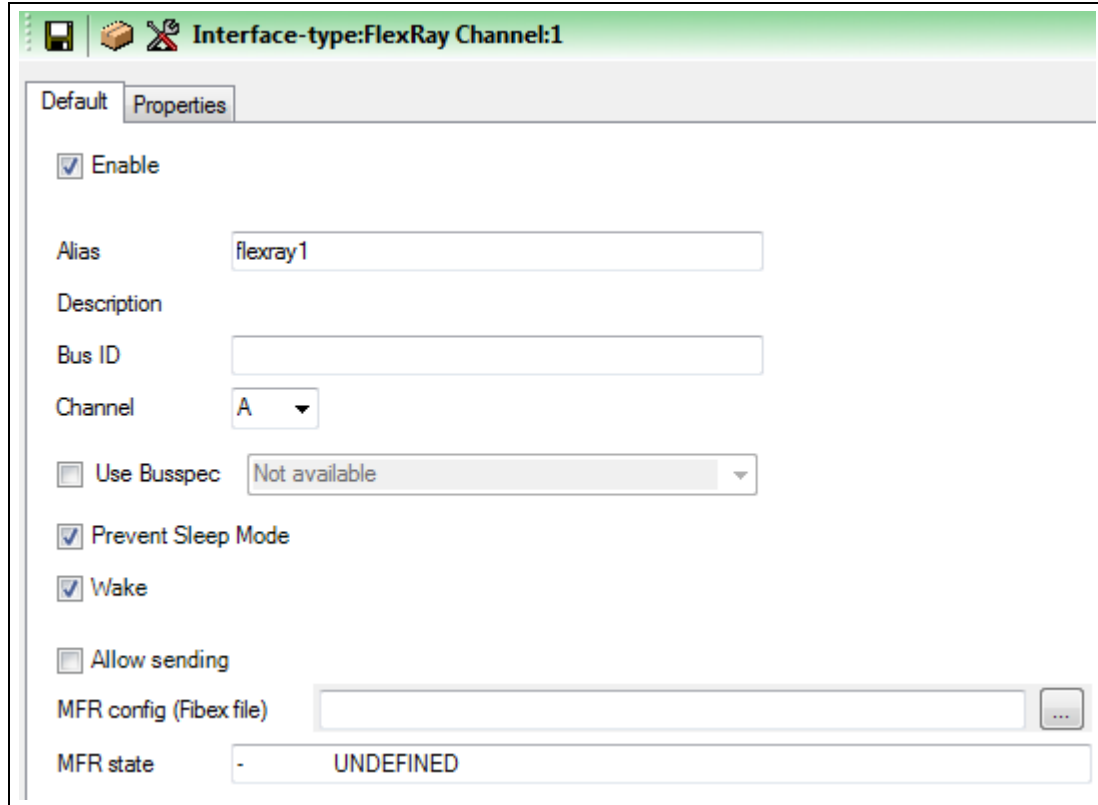 Interface-type:FlexRay Channel:1
Default Properties
Enable
Alias flexray1
Description
Bus ID
Channel A
Use Busspec Not available
Prevent Sleep Mode
Wake
Allow sending
MFR config (Fibex file) ...
MFR state - UNDEFINED